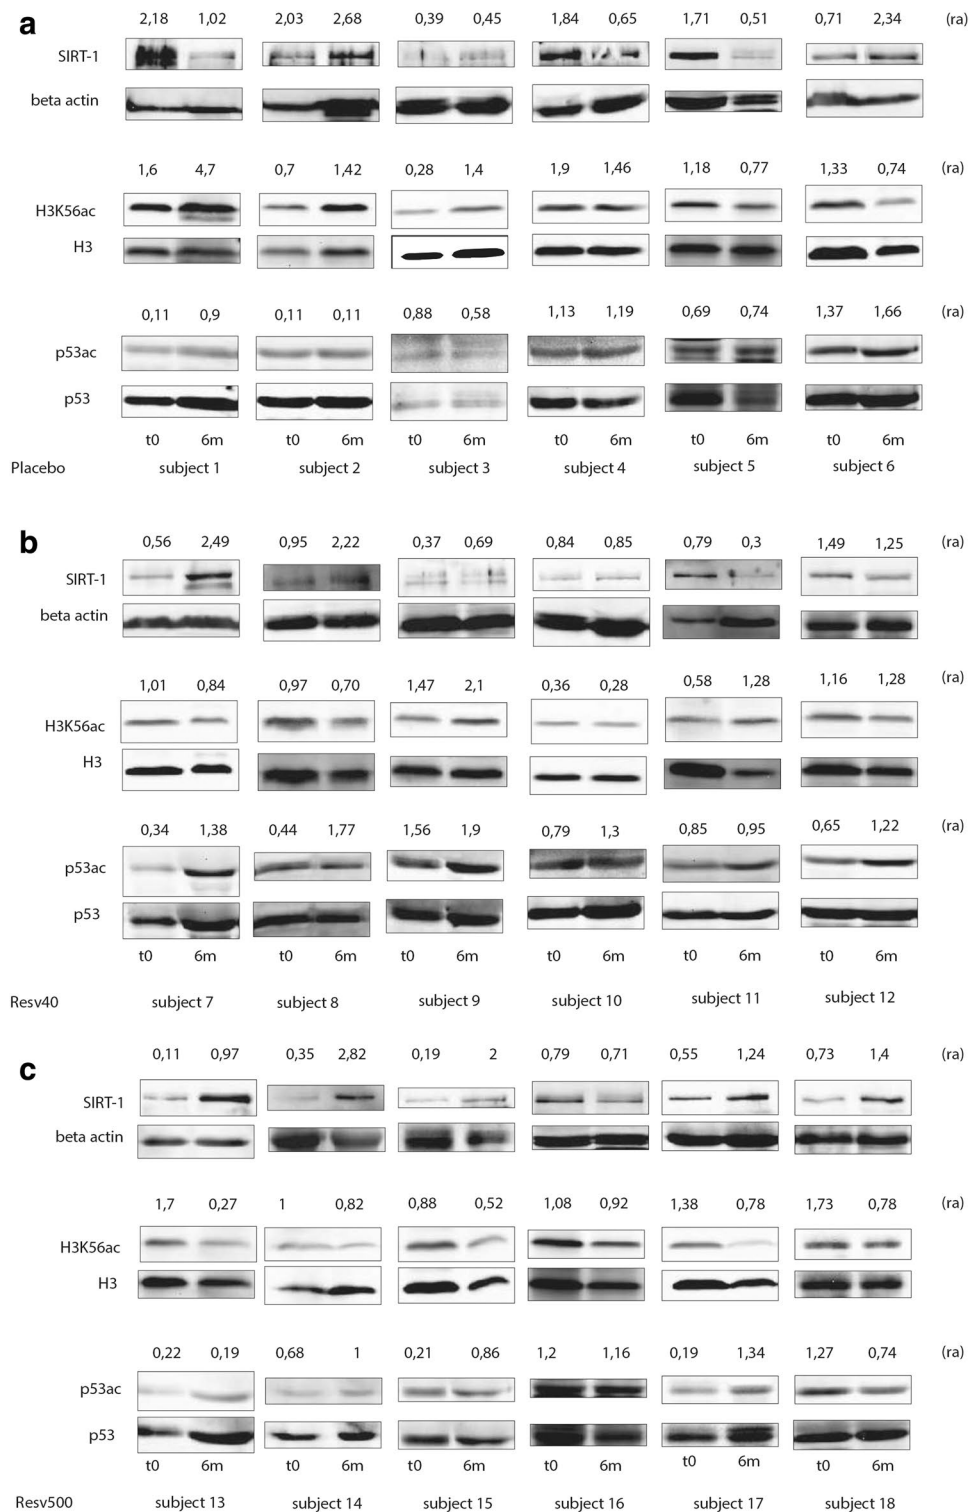 a
2,18 1,02 2,03 2,68 0,39 0,45 1,84 0,65 1,71 0,51 0,71 2,34 (ra)
SIRT-1
beta actin
1,6 4,7 0,7 1,42 0,28 1,4 1,9 1,46 1,18 0,77 1,33 0,74 (ra)
H3K56ac
H3
0,11 0,9 0,11 0,11 0,88 0,58 1,13 1,19 0,69 0,74 1,37 1,66 (ra)
p53ac
p53
t0 6m t0 6m t0 6m t0 6m t0 6m t0 6m
Placebo subject 1 subject 2 subject 3 subject 4 subject 5 subject 6
b
0,56 2,49 0,95 2,22 0,37 0,69 0,84 0,85 0,79 0,3 1,49 1,25 (ra)
SIRT-1
beta actin
1,01 0,84 0,97 0,70 1,47 2,1 0,36 0,28 0,58 1,28 1,16 1,28 (ra)
H3K56ac
H3
0,34 1,38 0,44 1,77 1,56 1,9 0,79 1,3 0,85 0,95 0,65 1,22 (ra)
p53ac
p53
t0 6m t0 6m t0 6m t0 6m t0 6m t0 6m
Resv40 subject 7 subject 8 subject 9 subject 10 subject 11 subject 12
c
0,11 0,97 0,35 2,82 0,19 2 0,79 0,71 0,55 1,24 0,73 1,4 (ra)
SIRT-1
beta actin
1,7 0,27 1 0,82 0,88 0,52 1,08 0,92 1,38 0,78 1,73 0,78 (ra)
H3K56ac
H3
0,22 0,19 0,68 1 0,21 0,86 1,2 1,16 0,19 1,34 1,27 0,74 (ra)
p53ac
p53
t0 6m t0 6m t0 6m t0 6m t0 6m t0 6m
Resv500 subject 13 subject 14 subject 15 subject 16 subject 17 subject 18